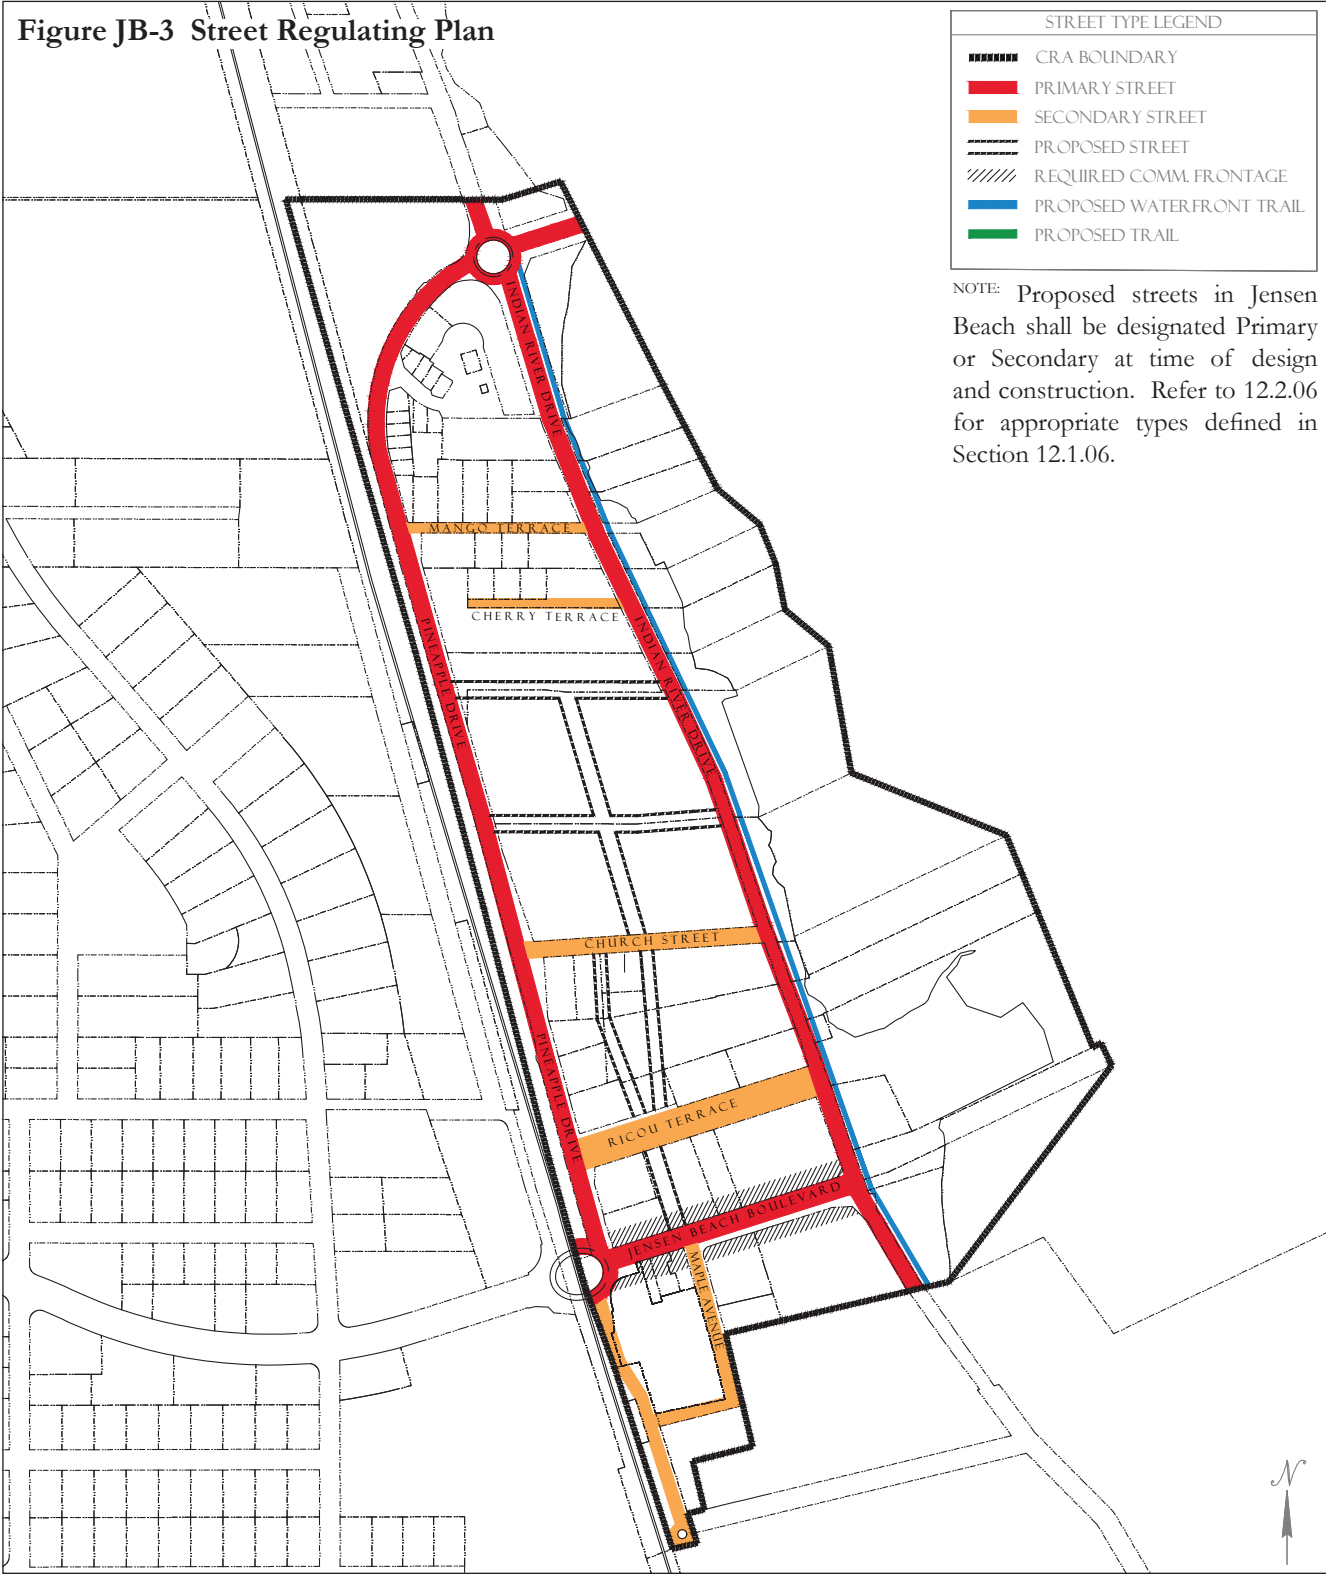 Figure JB-3 Street Regulating Plan
STREET TYPE LEGEND
CRA BOUNDARY
PRIMARY STREET
SECONDARY STREET
PROPOSED STREET
REQUIRED COMM. FRONTAGE
PROPOSED WATERFRONT TRAIL
PROPOSED TRAIL
NOTE: Proposed streets in Jensen
Beach shall be designated Primary
or Secondary at time of design
and construction. Refer to 12.2.06
for appropriate types defined in
Section 12.1.06.
INDIAN RIVER DRIVE
MANGO TERRACE
CHERRY TERRACE
PINEAPPLE DRIVE
INDIAN RIVER DRIVE
CHURCH STREET
PINEAPPLE DRIVE
RICOU TERRACE
JENSEN BEACH BOULEVARD
MAPLE AVENUE
N